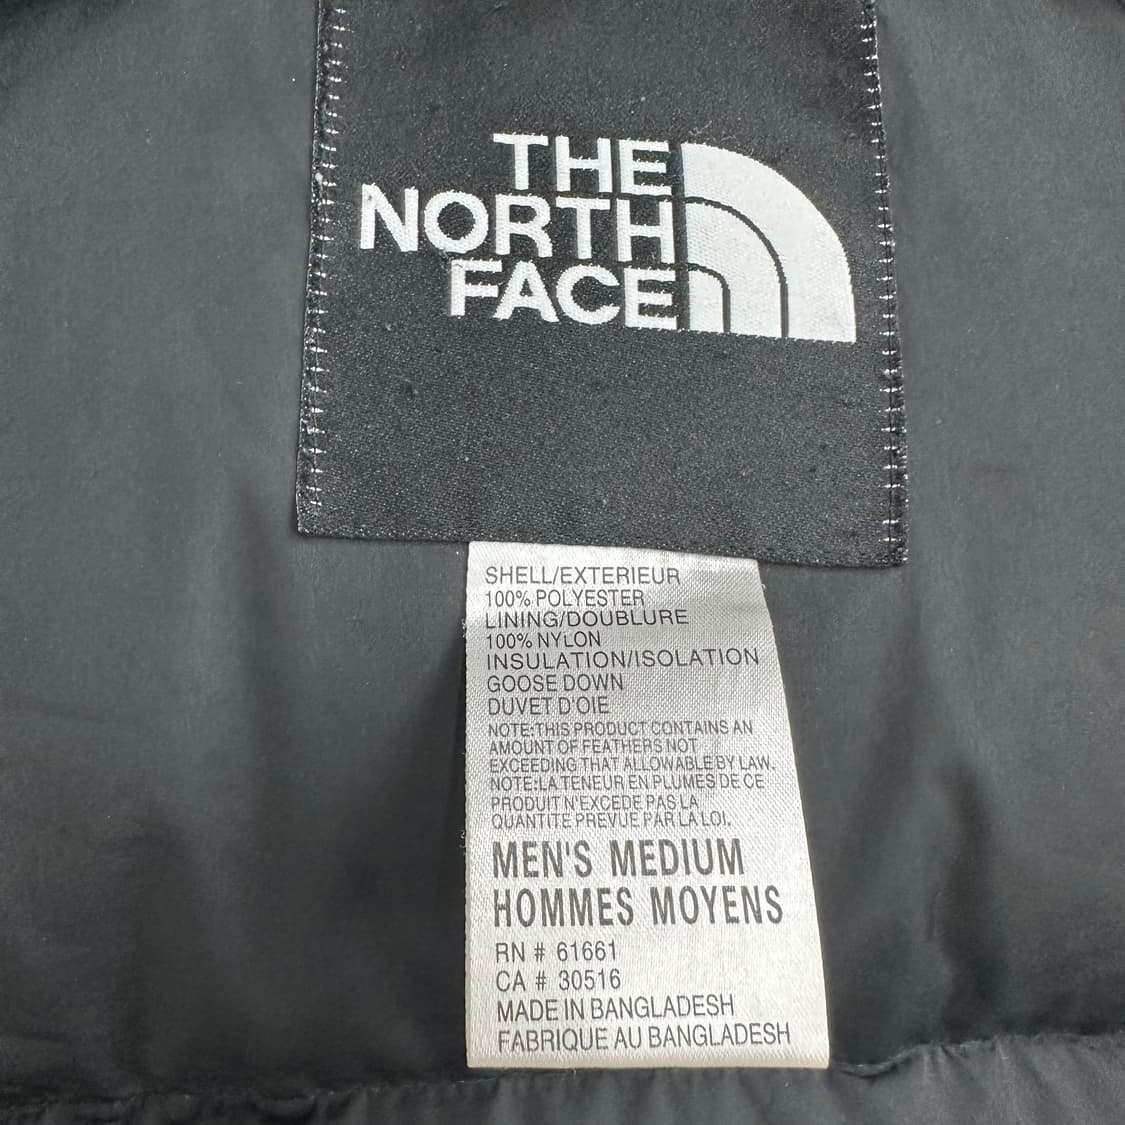 THE
NORTH
FACE
SHELL/EXTERIEUR
100% POLYESTER
LINING/DOUBLURE
100% NYLON
INSULATION/ISOLATION
GOOSE DOWN
DUVET D'OIE
NOTE:THIS PRODUCT CONTAINS AN
AMOUNT OF FEATHERS NOT
EXCEEDING THAT ALLOWABLE BY LAW.
NOTE:LA TENEUR EN PLUMES DE CE
PRODUIT N'EXCEDE PAS LA
QUANTITE PREVUE PAR LA LOI.
MEN'S MEDIUM
HOMMES MOYENS
RN # 61661
CA # 30516
MADE IN BANGLADESH
FABRIQUE AU BANGLADESH